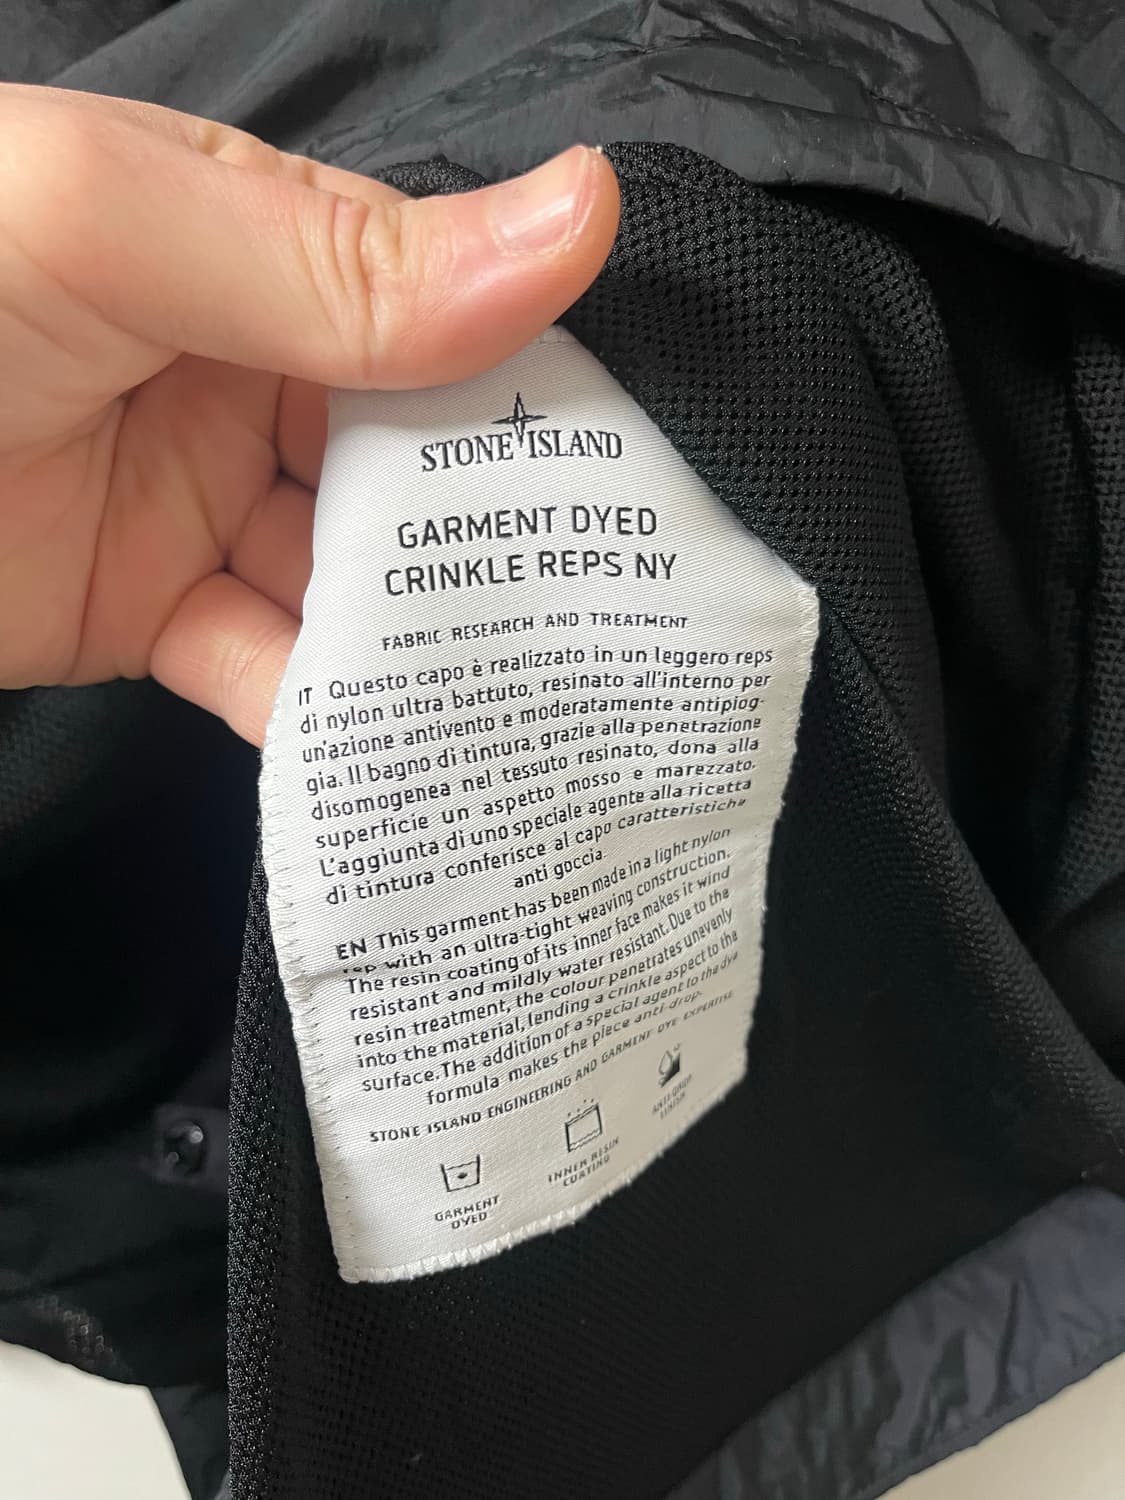 STONE ISLAND
GARMENT DYED
CRINKLE REPS NY
FABRIC RESEARCH AND TREATMENT
IT Questo capo è realizzato in un leggero reps
di nylon ultra battuto, resinato all'interno per
un'azione antivento e moderatamente antipiog-
gia. Il bagno di tintura, grazie alla penetrazione
disomogenea nel tessuto resinato, dona alla
superficie un aspetto mosso e marezzato.
L'aggiunta di uno speciale agente alla ricetta
di tintura conferisce al capo caratteristiche
anti goccia.
EN This garment has been made in a light nylon
rep with an ultra-tight weaving construction.
The resin coating of its inner face makes it wind
resistant and mildly water resistant. Due to the
resin treatment, the colour penetrates unevenly
into the material, lending a crinkle aspect to the
surface. The addition of a special agent to the dye
formula makes the piece anti-drop.
STONE ISLAND ENGINEERING AND GARMENT DYE EXPERTISE
GARMENT
DYED
INNER RESIN
COATING
ANTI DROP
FINISH